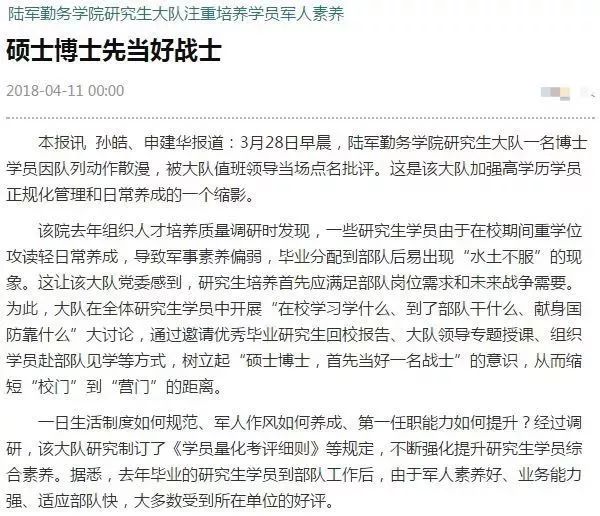 陆军勤务学院研究生大队注重培养学员军人素养
硕士博士先当好战士
2018-04-11 00:00
本报讯 孙皓、申建华报道：3月28日早晨，陆军勤务学院研究生大队一名博士
学员因队列动作散漫，被大队值班领导当场点名批评。这是该大队加强高学历学员
正规化管理和日常养成的一个缩影。
该院去年组织人才培养质量调研时发现，一些研究生学员由于在校期间重学位
攻读轻日常养成，导致军事素养偏弱，毕业分配到部队后易出现“水土不服”的现
象。这让该大队党委感到，研究生培养首先应满足部队岗位需求和未来战争需要。
为此，大队在全体研究生学员中开展“在校学习学什么、到了部队干什么、献身国
防靠什么”大讨论，通过邀请优秀毕业研究生回校报告、大队领导专题授课、组织
学员赴部队见学等方式，树立起“硕士博士，首先当好一名战士”的意识，从而缩
短“校门”到“营门”的距离。
一日生活制度如何规范、军人作风如何养成、第一任职能力如何提升？经过调
研，该大队研究制订了《学员量化考评细则》等规定，不断强化提升研究生学员综
合素养。据悉，去年毕业的研究生学员到部队工作后，由于军人素养好、业务能力
强、适应部队快，大多数受到所在单位的好评。